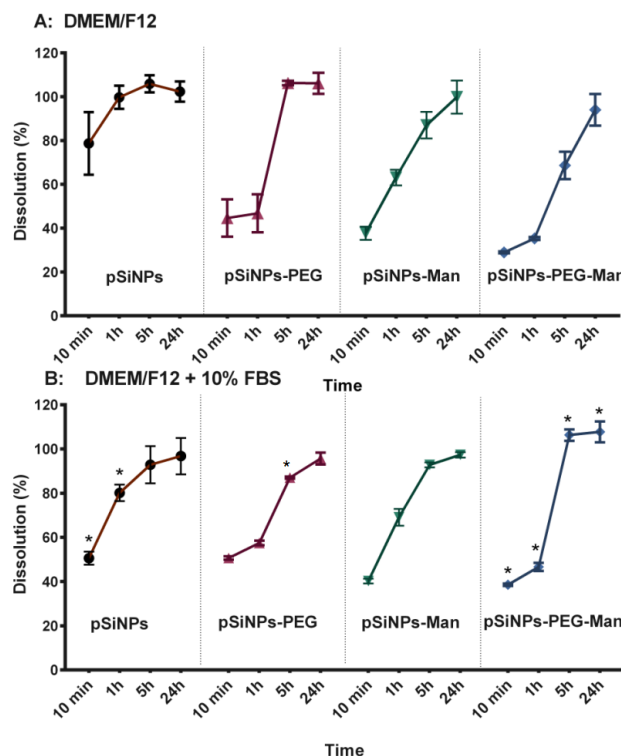 A: DMEM/F12
Dissolution (%)
120
100
80
60
40
20
0
pSiNPs
pSiNPs-PEG
pSiNPs-Man
pSiNPs-PEG-Man
10 min 1h 5h 24h 10 min 1h 5h 24h 10 min 1h 5h 24h 10 min 1h 5h 24h
Time
B: DMEM/F12 + 10% FBS
Dissolution (%)
120
100
80
60
40
20
0
* * * * * * *
pSiNPs
pSiNPs-PEG
pSiNPs-Man
pSiNPs-PEG-Man
10 min 1h 5h 24h 10 min 1h 5h 24h 10 min 1h 5h 24h 10 min 1h 5h 24h
Time